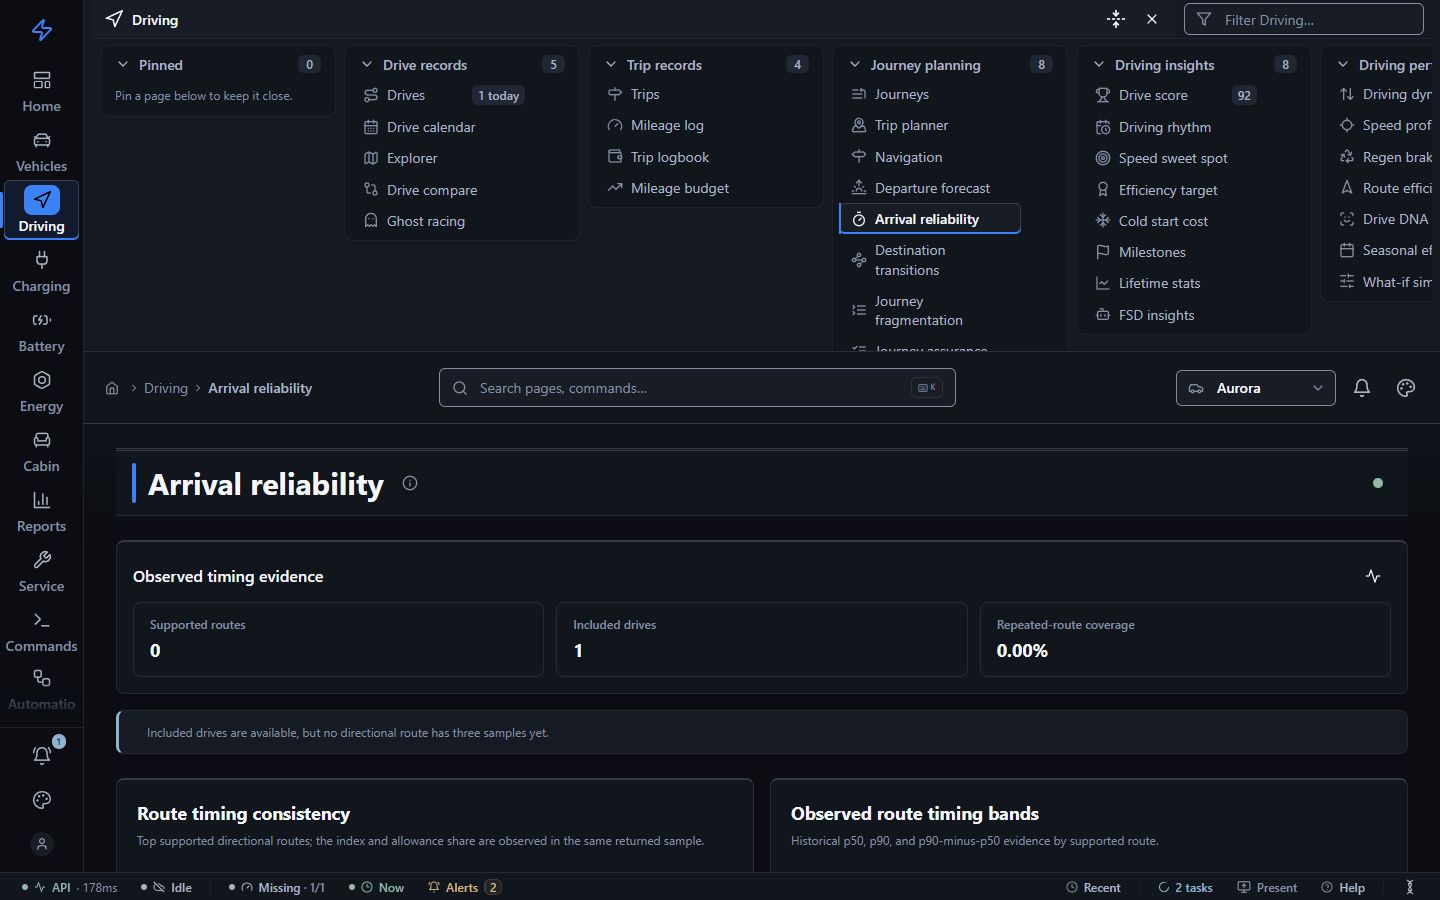 Home
Vehicles
Driving
Charging
Battery
Energy
Cabin
Reports
Service
Commands
Automatio
1
Driving
Filter Driving...
Pinned 0
Pin a page below to keep it close.
Drive records 5
Drives 1 today
Drive calendar
Explorer
Drive compare
Ghost racing
Trip records 4
Trips
Mileage log
Trip logbook
Mileage budget
Journey planning 8
Journeys
Trip planner
Navigation
Departure forecast
Arrival reliability
Destination
transitions
Journey
fragmentation
Journey assurance
Driving insights 8
Drive score 92
Driving rhythm
Speed sweet spot
Efficiency target
Cold start cost
Milestones
Lifetime stats
FSD insights
Driving per
Driving dyn
Speed prof
Regen brak
Route effici
Drive DNA
Seasonal ef
What-if sim
Driving > Arrival reliability
Search pages, commands... K
Aurora
Arrival reliability
Observed timing evidence
Supported routes
0
Included drives
1
Repeated-route coverage
0.00%
Included drives are available, but no directional route has three samples yet.
Route timing consistency
Top supported directional routes; the index and allowance share are observed in the same returned sample.
Observed route timing bands
Historical p50, p90, and p90-minus-p50 evidence by supported route.
API · 178ms Idle Missing · 1/1 Now Alerts 2 Recent 2 tasks Present Help